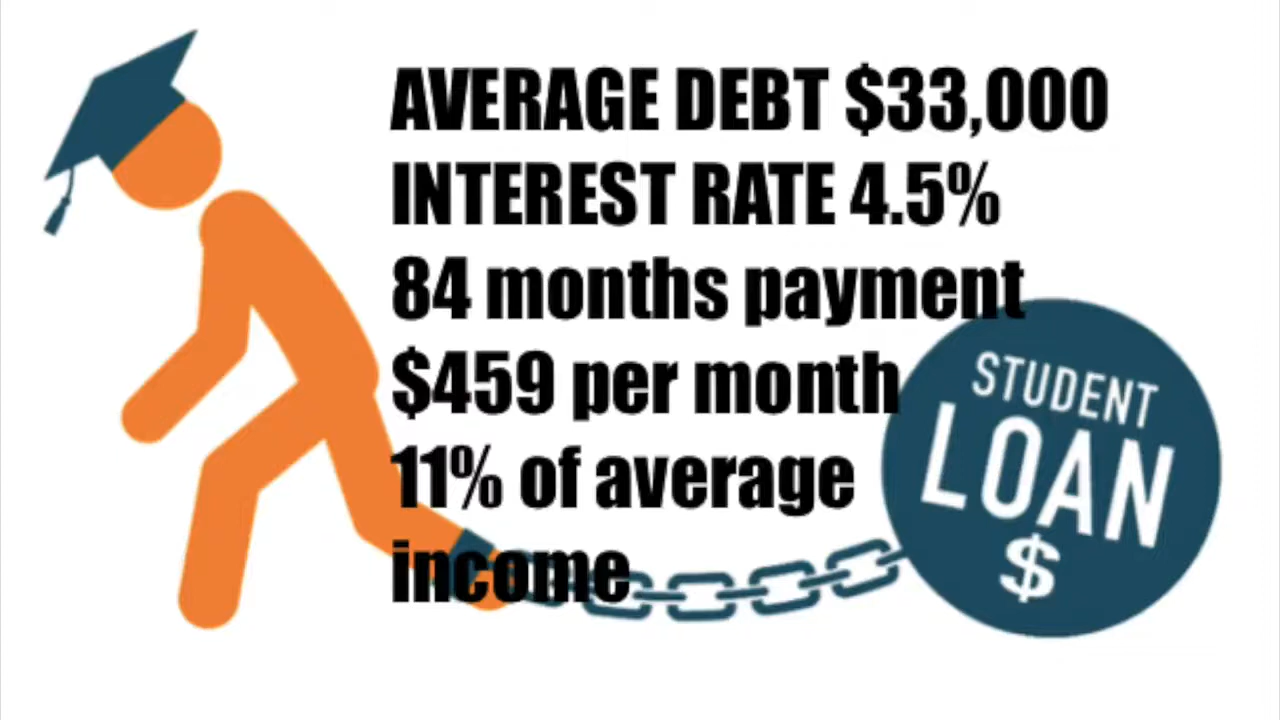 AVERAGE DEBT $33,000
INTEREST RATE 4.5%
84 months payment
$459 per month
11% of average
income
STUDENT
LOAN
$